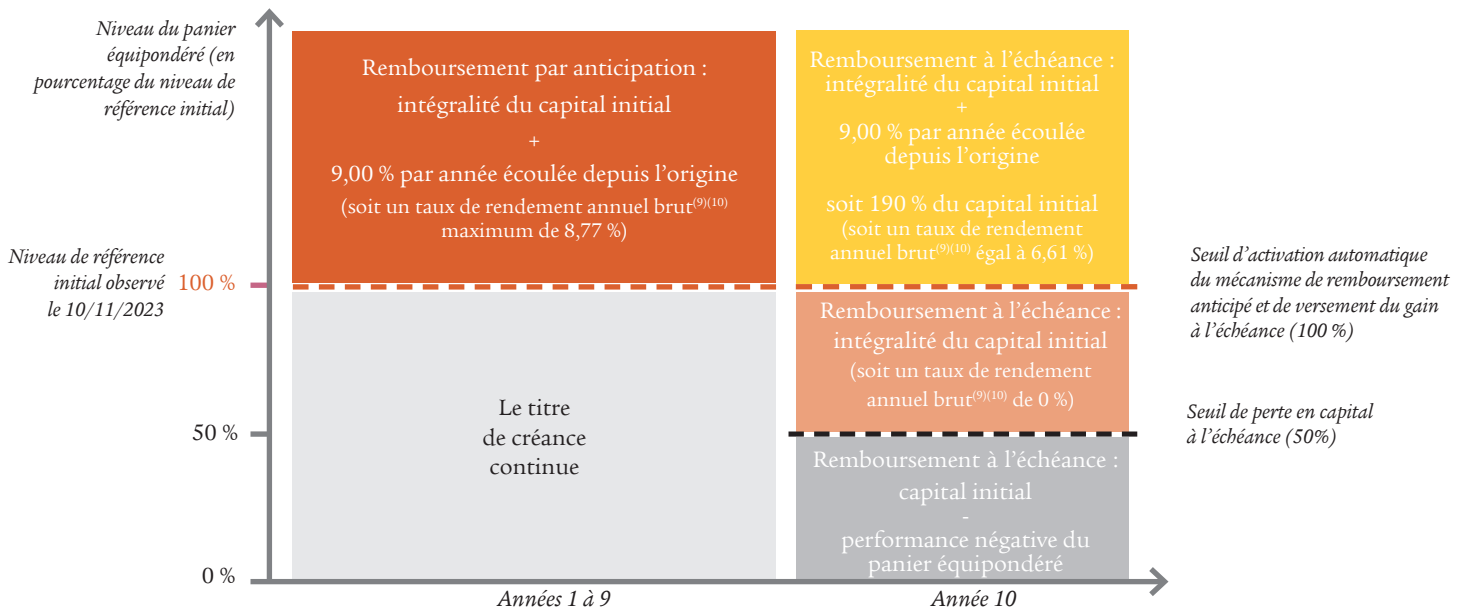 Niveau du panier
équipondéré (en
pourcentage du niveau de
référence initial)
Remboursement par anticipation :
intégralité du capital initial
+
9,00 % par année écoulée depuis l’origine
(soit un taux de rendement annuel brut(9)(10)
maximum de 8,77 %)
Remboursement à l’échéance :
intégralité du capital initial
+
9,00 % par année écoulée
depuis l’origine
soit 190 % du capital initial
(soit un taux de rendement
annuel brut(9)(10) égal à 6,61 %)
Niveau de référence
initial observé
le 10/11/2023
100 %
Seuil d’activation automatique
du mécanisme de remboursement
anticipé et de versement du gain
à l’échéance (100 %)
Remboursement à l’échéance :
intégralité du capital initial
(soit un taux de rendement
annuel brut(9)(10) de 0 %)
Le titre
de créance
continue
50 %
Seuil de perte en capital
à l’échéance (50%)
Remboursement à l’échéance :
capital initial
-
performance négative du
panier équipondéré
0 %
Années 1 à 9
Année 10